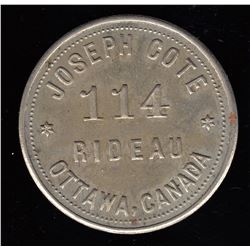 JOSEPH COTE
114
RIDEAU
OTTAWA, CANADA